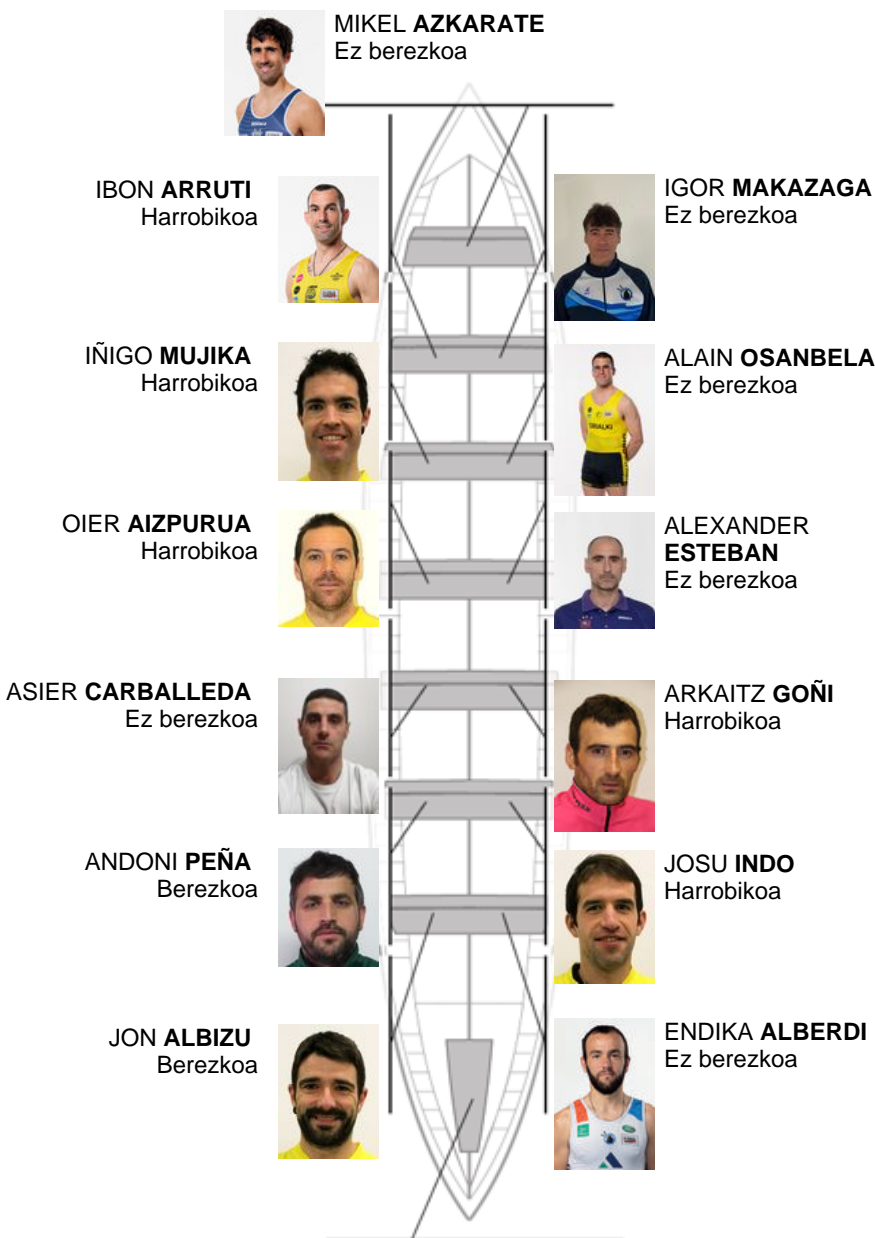 MIKEL AZKARATE
Ez berezkoa
IBON ARRUTI
Harrobikoa
IGOR MAKAZAGA
Ez berezkoa
IÑIGO MUJIKA
Harrobikoa
ALAIN OSANBELA
Ez berezkoa
OIER AIZPURUA
Harrobikoa
ALEXANDER
ESTEBAN
Ez berezkoa
ASIER CARBALLEDA
Ez berezkoa
ARKAITZ GOÑI
Harrobikoa
ANDONI PEÑA
Berezkoa
JOSU INDO
Harrobikoa
JON ALBIZU
Berezkoa
ENDIKA ALBERDI
Ez berezkoa